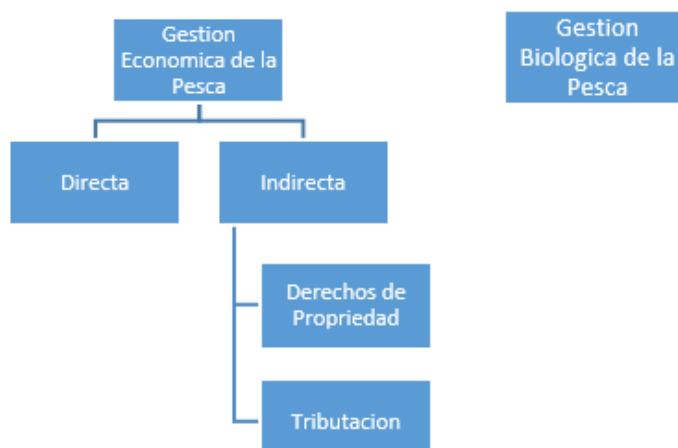 Gestion
Economica de la
Pesca
Gestion
Biologica de la
Pesca
Directa
Indirecta
Derechos de
Propriedad
Tributacion